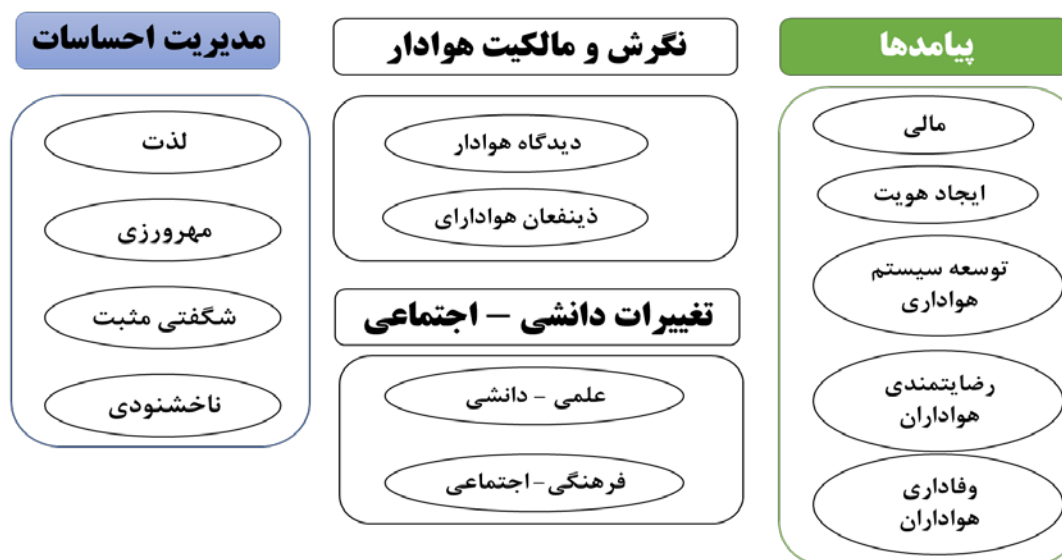 پیامدها
مالی
ایجاد هویت
توسعه سیستم
هواداری
رضایتمندی
هواداران
وفاداری
هواداران
نگرش و مالکیت هوادار
دیدگاه هوادار
ذینفعان هوادارای
تغییرات دانشی – اجتماعی
علمی – دانشی
فرهنگی–اجتماعی
مدیریت احساسات
لذت
مهرورزی
شگفتی مثبت
ناخشنودی